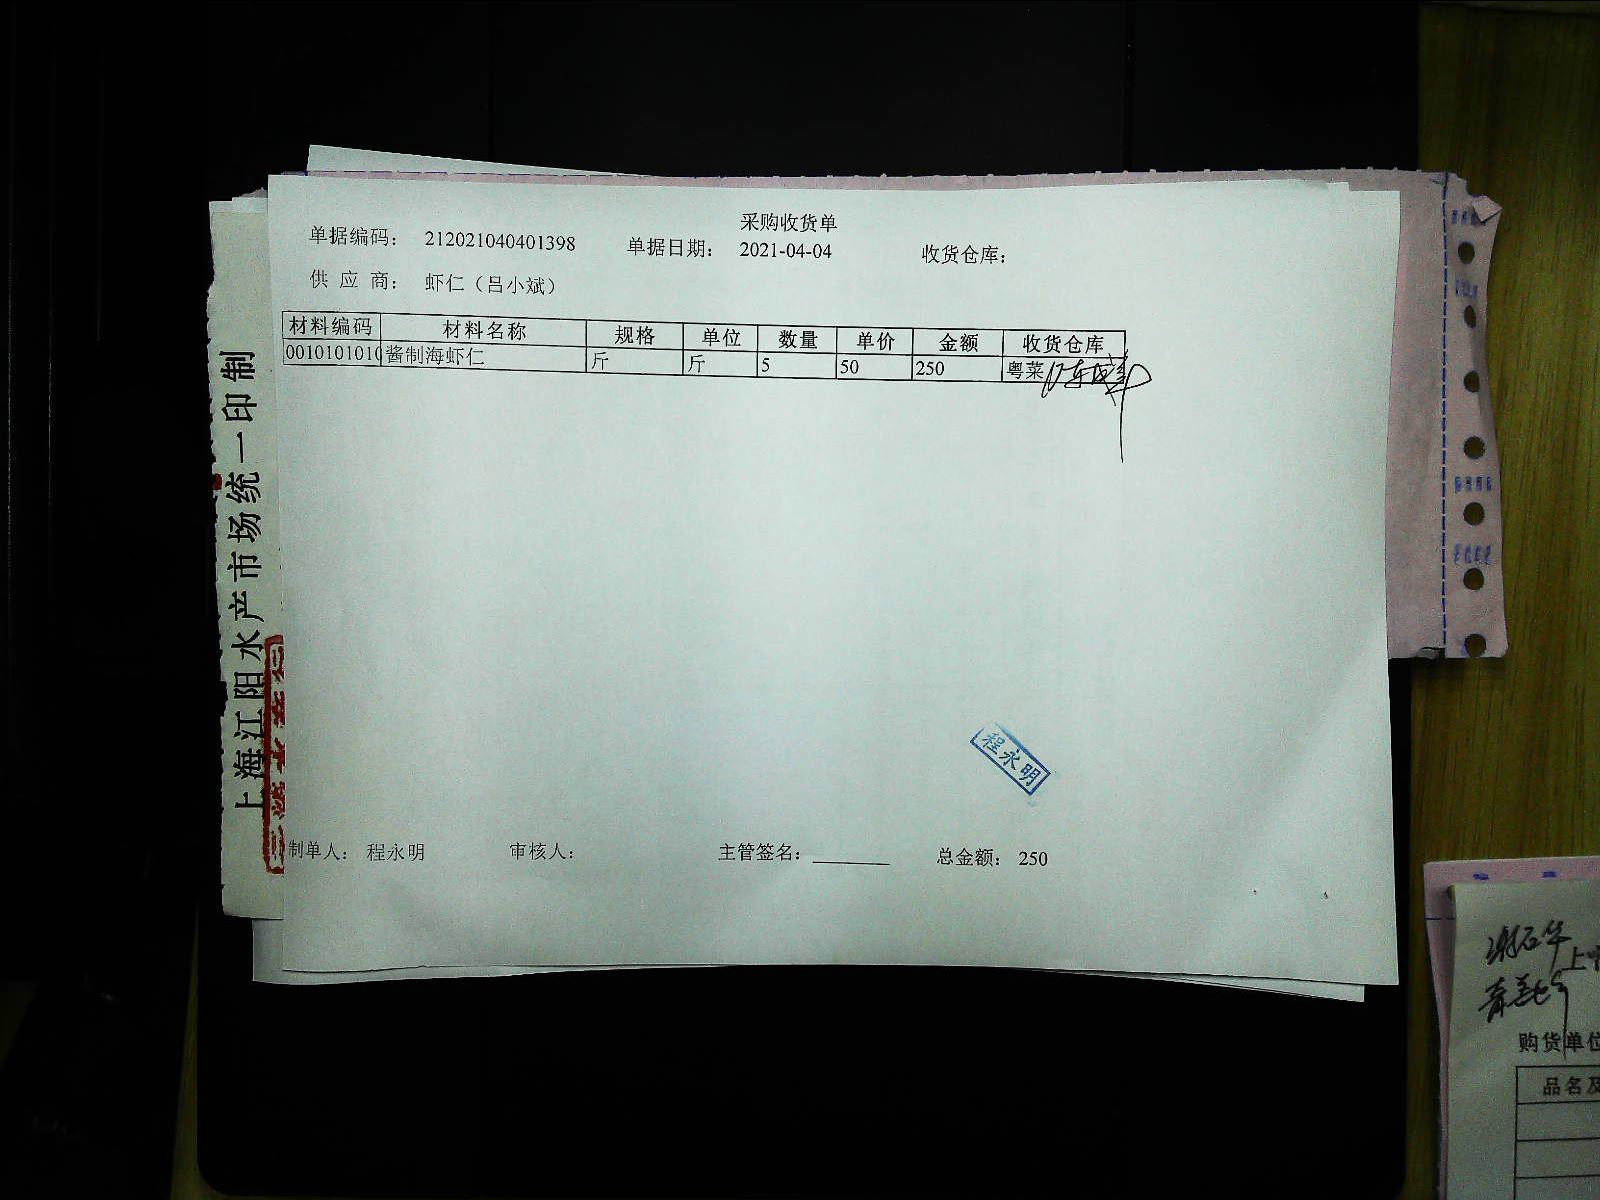 采购收货单
单据编码： 212021040401398 单据日期： 2021-04-04 收货仓库：
供 应 商： 虾仁（吕小斌）
材料编码 材料名称 规格 单位 数量 单价 金额 收货仓库
0010101010 酱制海虾仁 斤 斤 5 50 250 粤菜
程永明
制单人： 程永明 审核人： 主管签名： 总金额： 250
上海江阳水产市场统一印制
购货单位
品名及